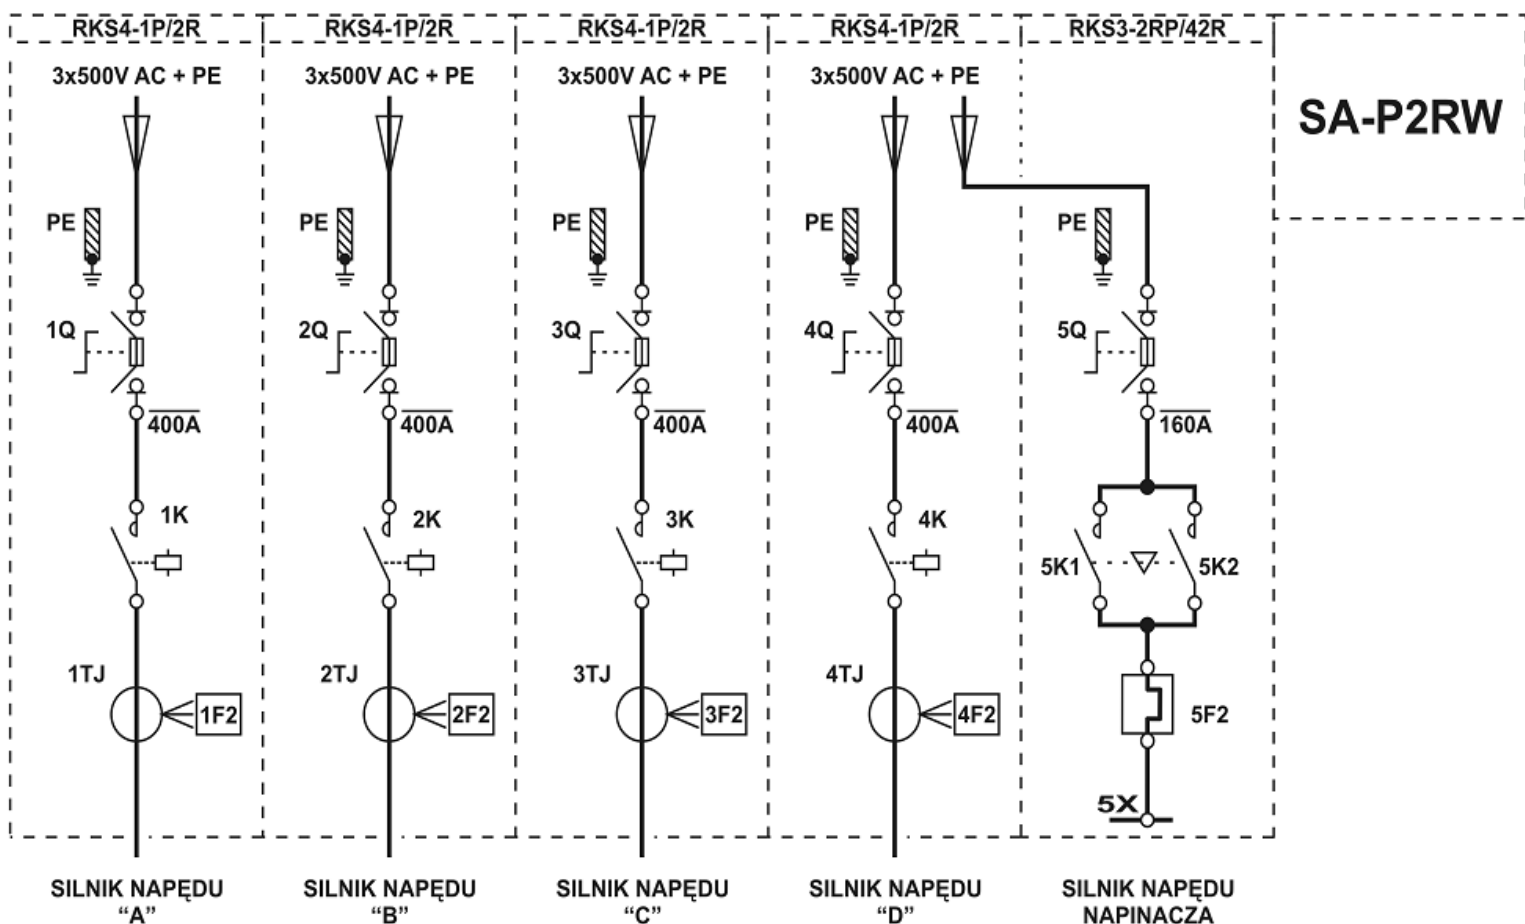 RKS4-1P/2R RKS4-1P/2R RKS4-1P/2R RKS4-1P/2R RKS3-2RP/42R
3x500V AC + PE 3x500V AC + PE 3x500V AC + PE 3x500V AC + PE
SA-P2RW
PE PE PE PE PE
1Q 2Q 3Q 4Q 5Q
400A 400A 400A 400A 160A
1K 2K 3K 4K
5K1 5K2
1TJ 2TJ 3TJ 4TJ
1F2 2F2 3F2 4F2 5F2
5X
SILNIK NAPĘDU SILNIK NAPĘDU SILNIK NAPĘDU SILNIK NAPĘDU SILNIK NAPĘDU
“A” “B” “C” “D” NAPINACZA